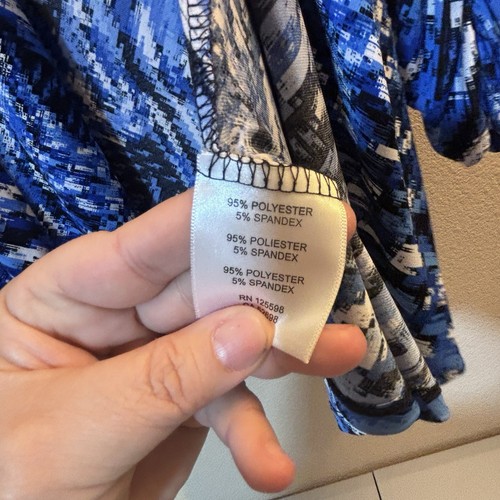 95% POLYESTER
5% SPANDEX
95% POLIESTER
5% SPANDEX
95% POLYESTER
5% SPANDEX
RN 125598